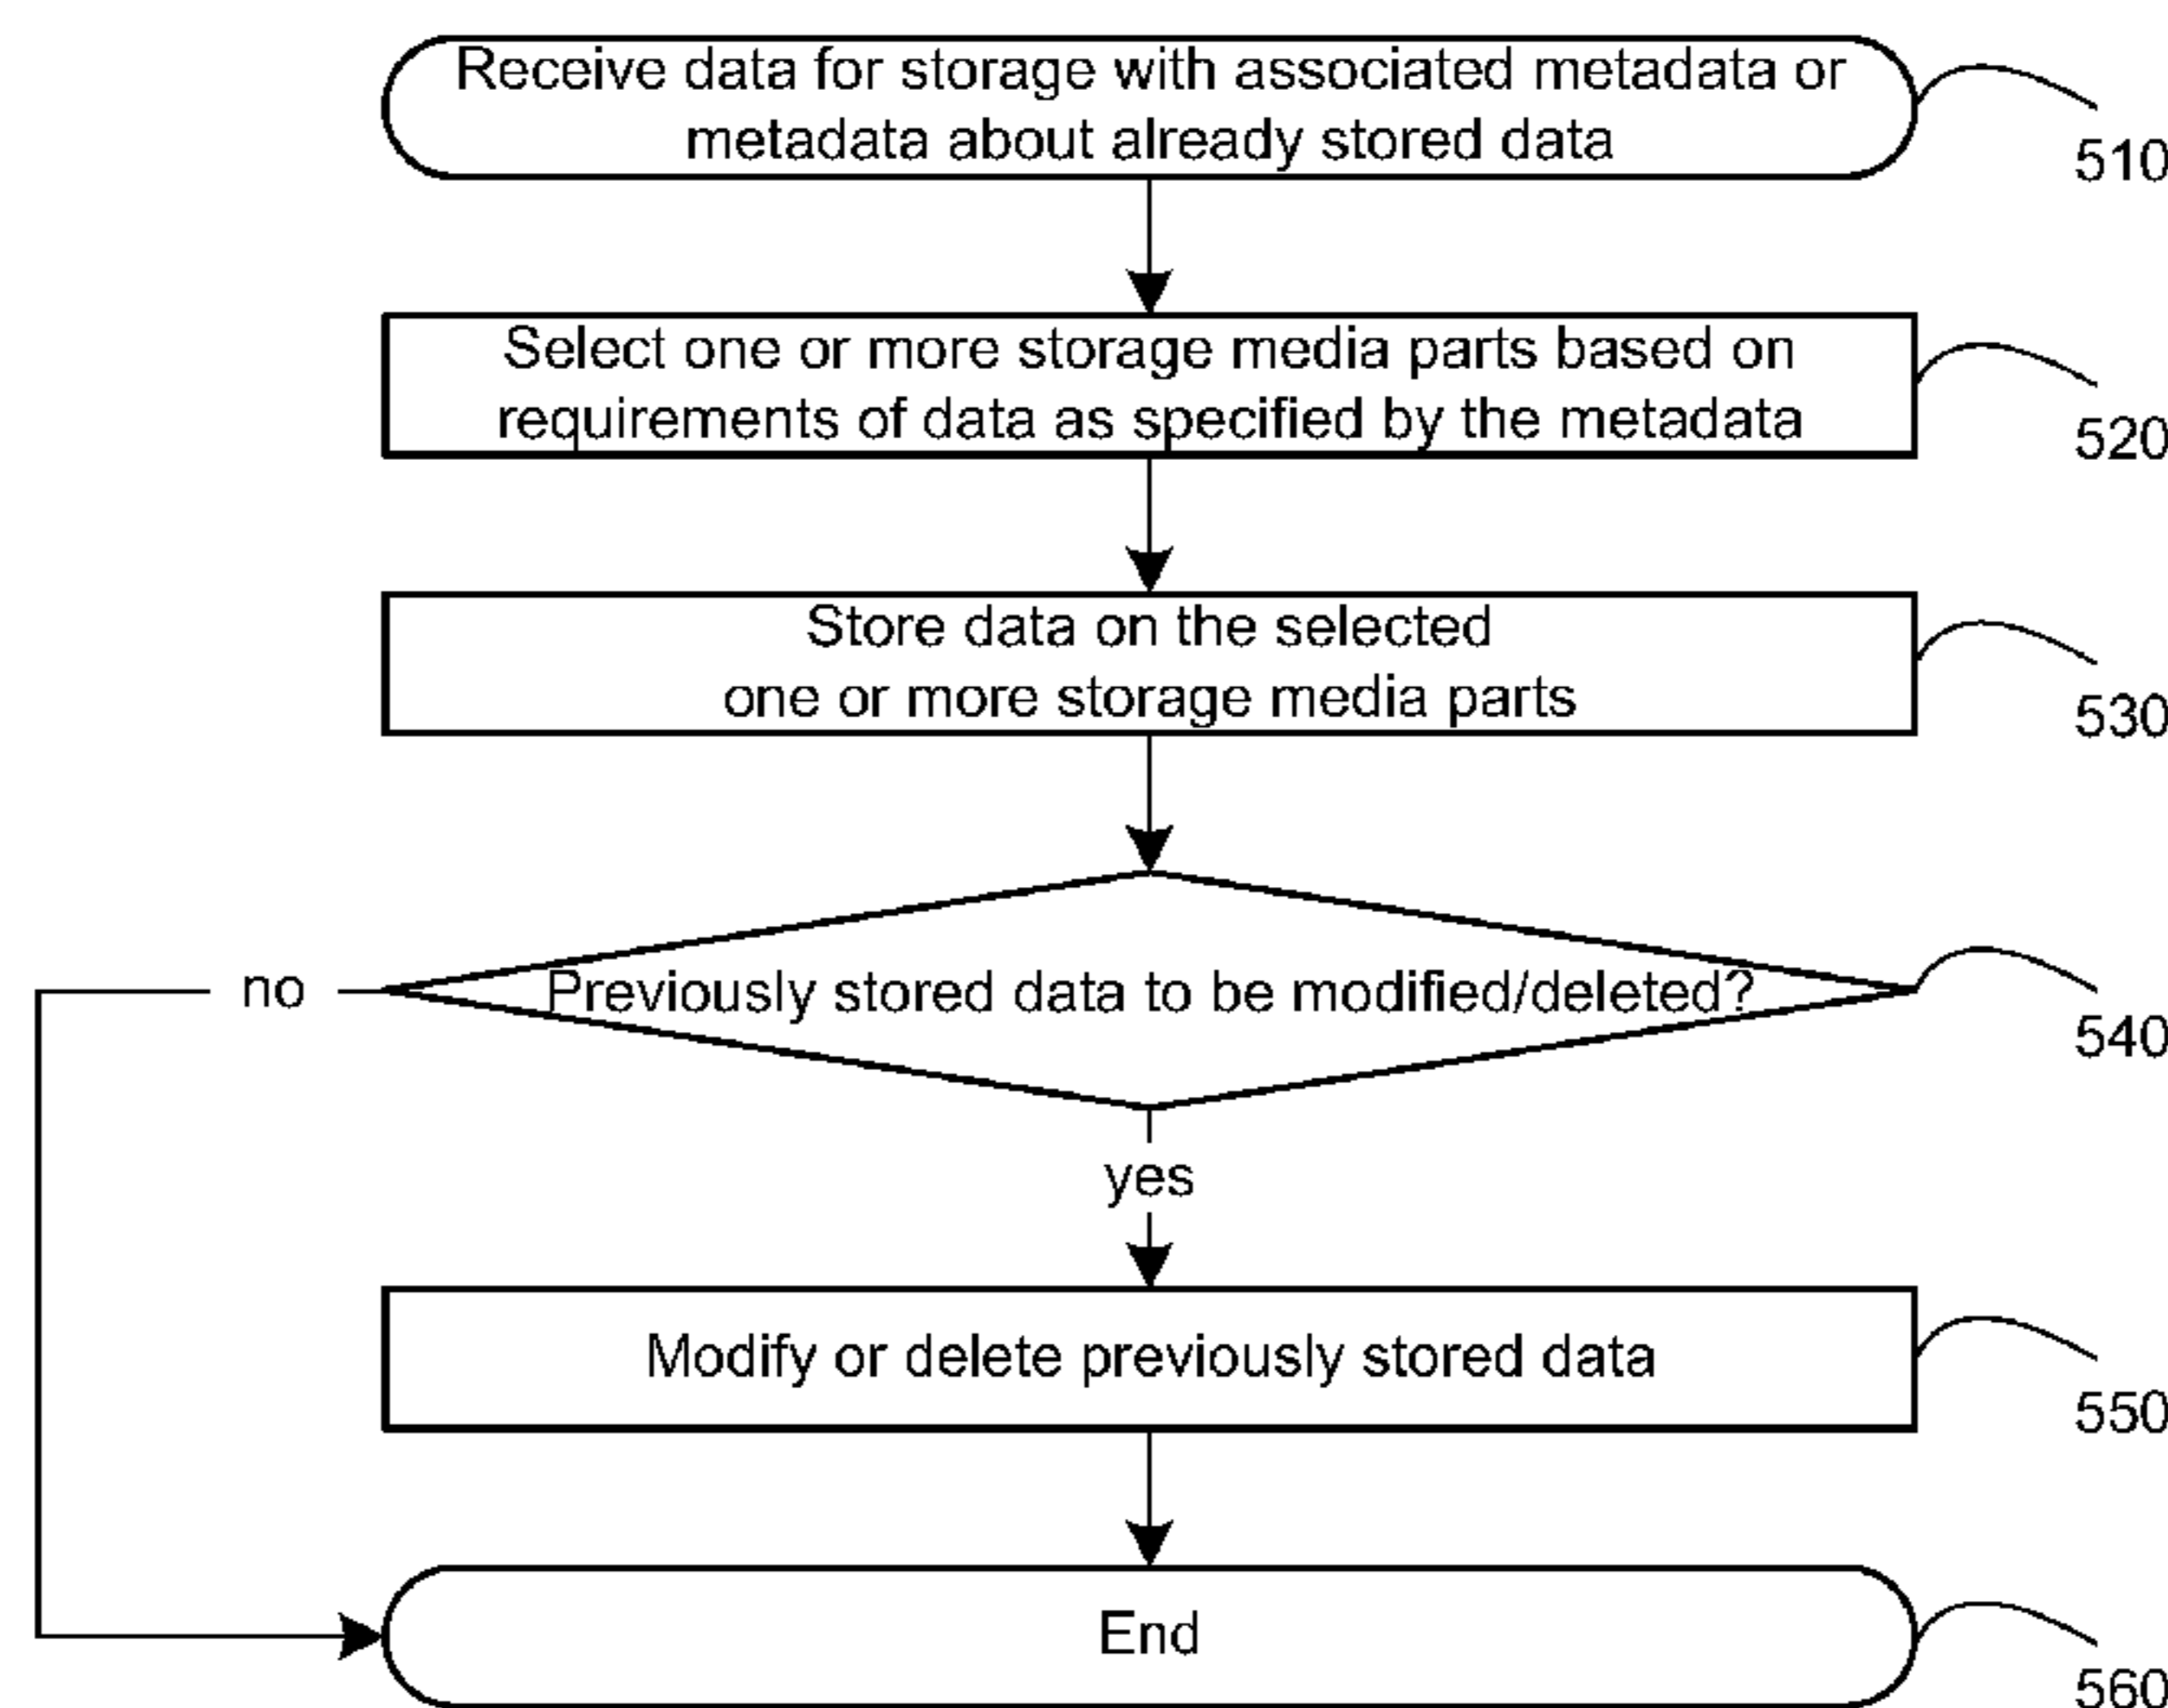 Receive data for storage with associated metadata or
metadata about already stored data
510
Select one or more storage media parts based on
requirements of data as specified by the metadata
520
Store data on the selected
one or more storage media parts
530
no
Previously stored data to be modified/deleted?
540
yes
Modify or delete previously stored data
550
End
560